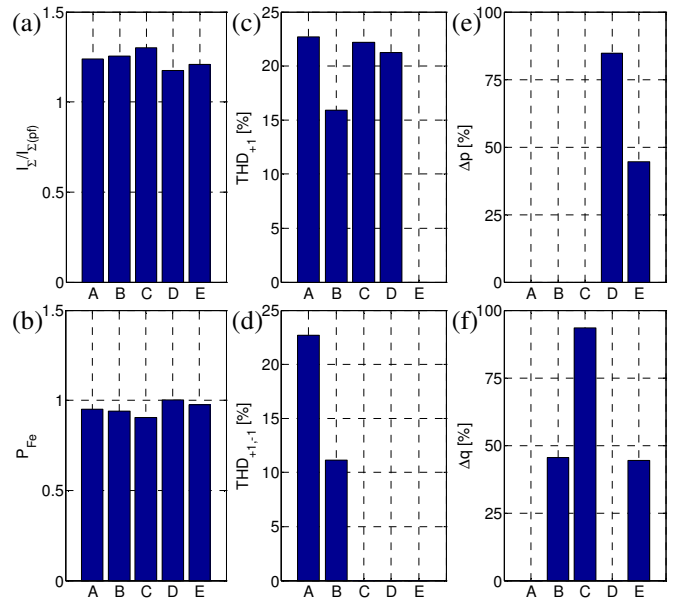 (a)
1.5
1
0.5
0
I_Σ/I_Σ(pf)
A B C D E
(c)
25
20
15
10
5
0
THD_{+1} [%]
A B C D E
(e)
100
75
50
25
0
Δp [%]
A B C D E
(b)
1.5
1
0.5
0
P_{Fe}
A B C D E
(d)
25
20
15
10
5
0
THD_{+1,-1} [%]
A B C D E
(f)
100
75
50
25
0
Δq [%]
A B C D E